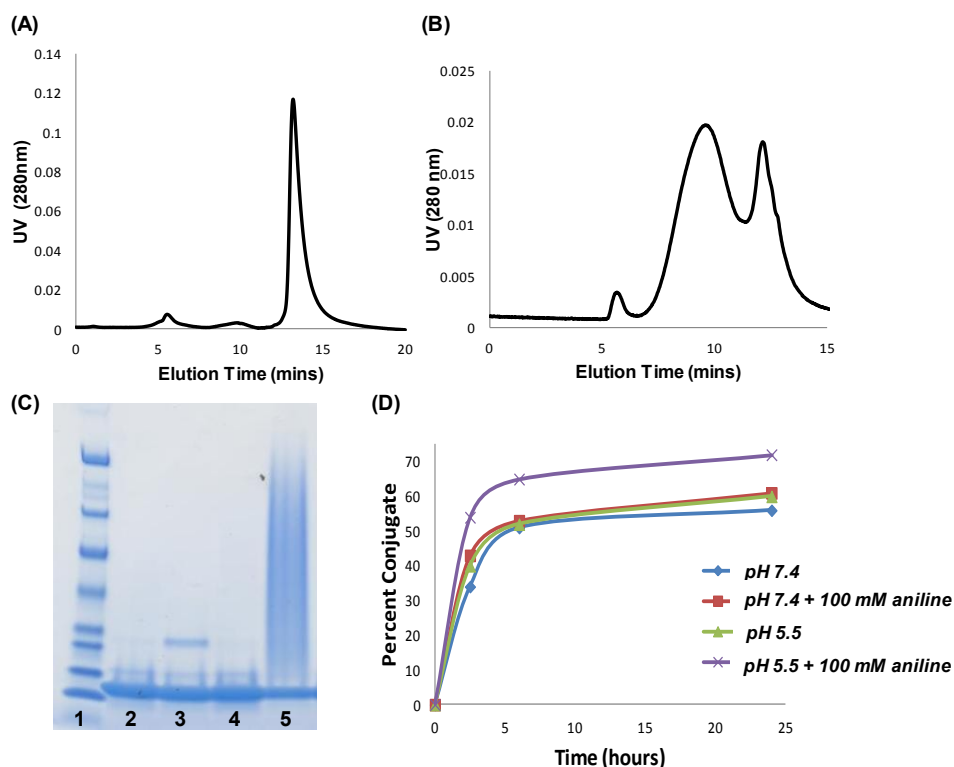 (A)
0.14
0.12
0.1
0.08
0.06
0.04
0.02
0
UV (280nm)
0 5 10 15 20
Elution Time (mins)
(B)
0.025
0.02
0.015
0.01
0.005
0
UV (280 nm)
0 5 10 15
Elution Time (mins)
(C)
1 2 3 4 5
(D)
70
60
50
40
30
20
10
0
Percent Conjugate
0 5 10 15 20 25
Time (hours)
pH 7.4
pH 7.4 + 100 mM aniline
pH 5.5
pH 5.5 + 100 mM aniline